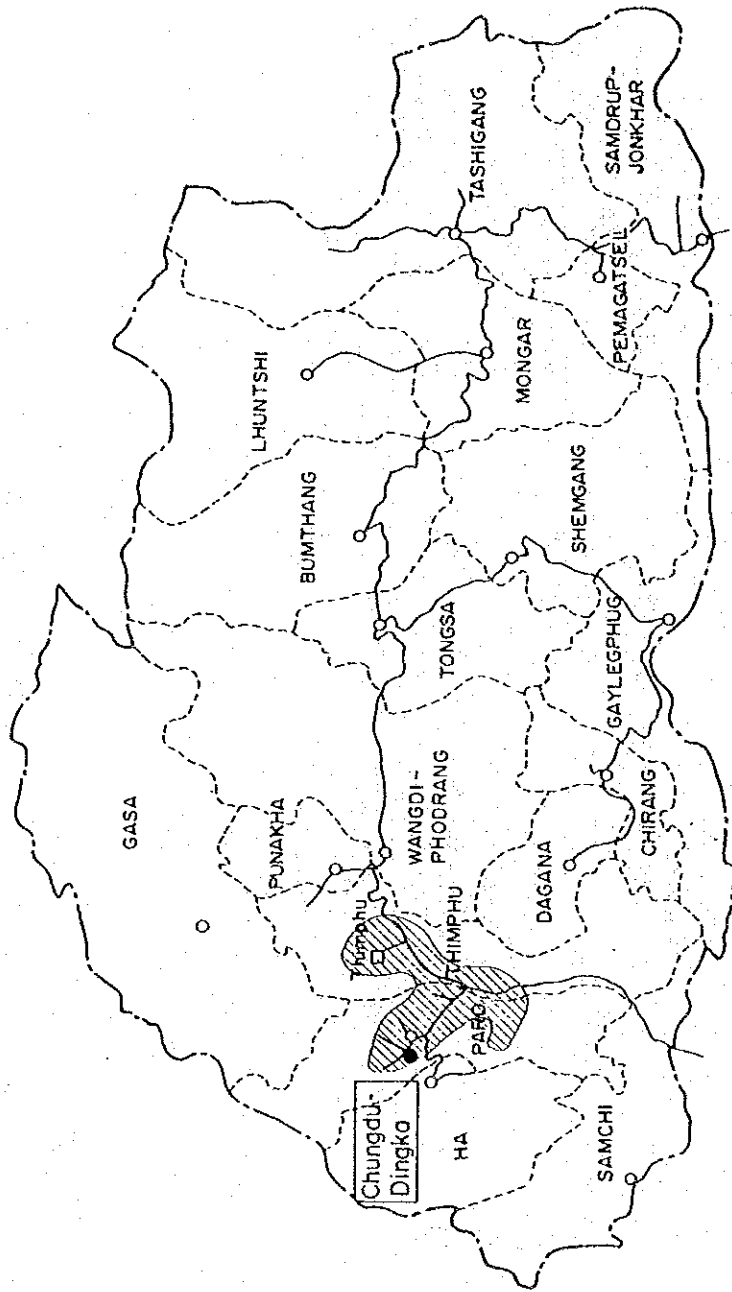 GASA
PUNAKHA
Thimphu
THIMPHU
WANGDI-
PHODRANG
PARO
Chungdu-
Dingka
HA
SAMCHI
DAGANA
CHIRANG
GAYLEGPHUG
TONGSA
BUMTHANG
SHEMGANG
LHUNTSHI
MONGAR
TASHIGANG
PEMAGATSEL
SAMDRUP-
JONKHAR